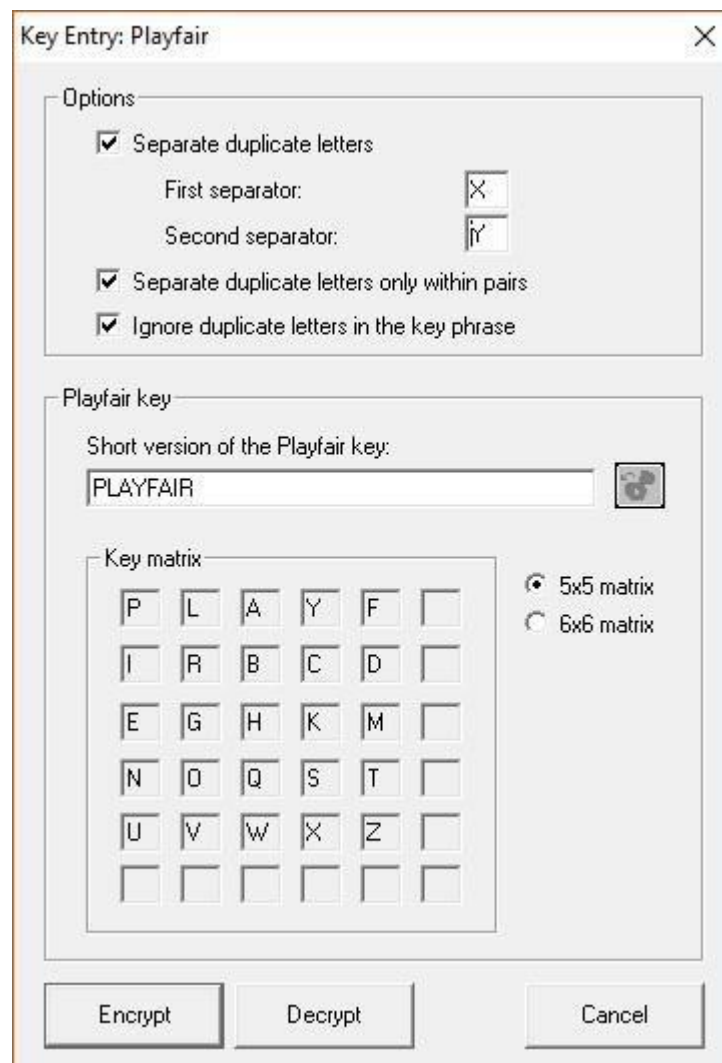 Key Entry: Playfair
Options
Separate duplicate letters
First separator: X
Second separator: Y
Separate duplicate letters only within pairs
Ignore duplicate letters in the key phrase
Playfair key
Short version of the Playfair key:
PLAYFAIR
Key matrix
5x5 matrix
6x6 matrix
P L A Y F
I R B C D
E G H K M
N O Q S T
U V W X Z
Encrypt Decrypt Cancel